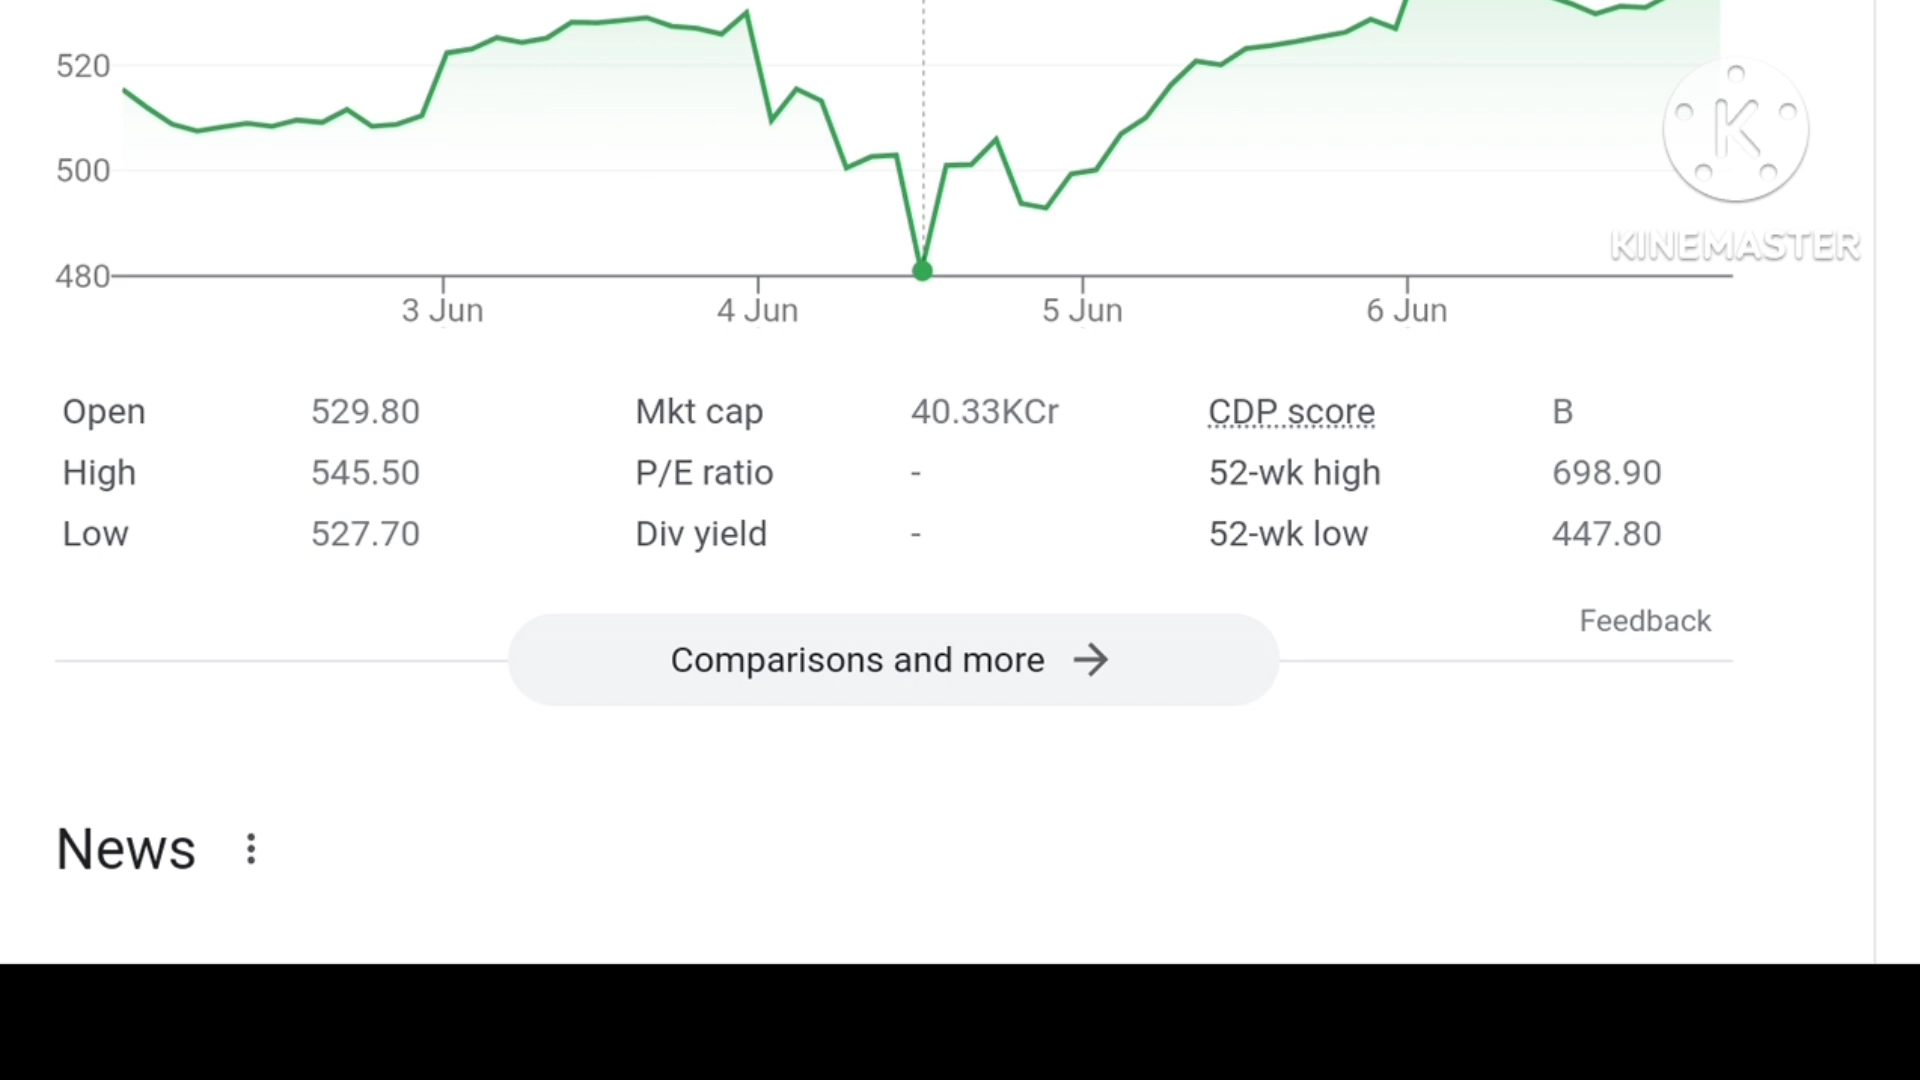 520
500
480
3 Jun 4 Jun 5 Jun 6 Jun
K
KINEMASTER
Open 529.80 Mkt cap 40.33KCr CDP score B
High 545.50 P/E ratio - 52-wk high 698.90
Low 527.70 Div yield - 52-wk low 447.80
Feedback
Comparisons and more →
News